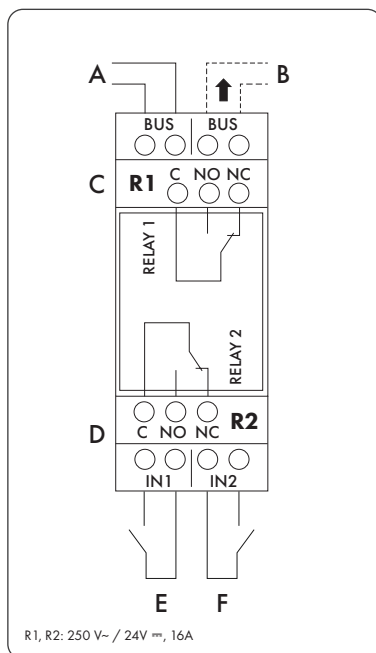 A B
BUS BUS
C R1 C NO NC
RELAY 1
RELAY 2
D C NO NC R2
IN1 IN2
E F
R1, R2: 250 V~ / 24V ⎓, 16A